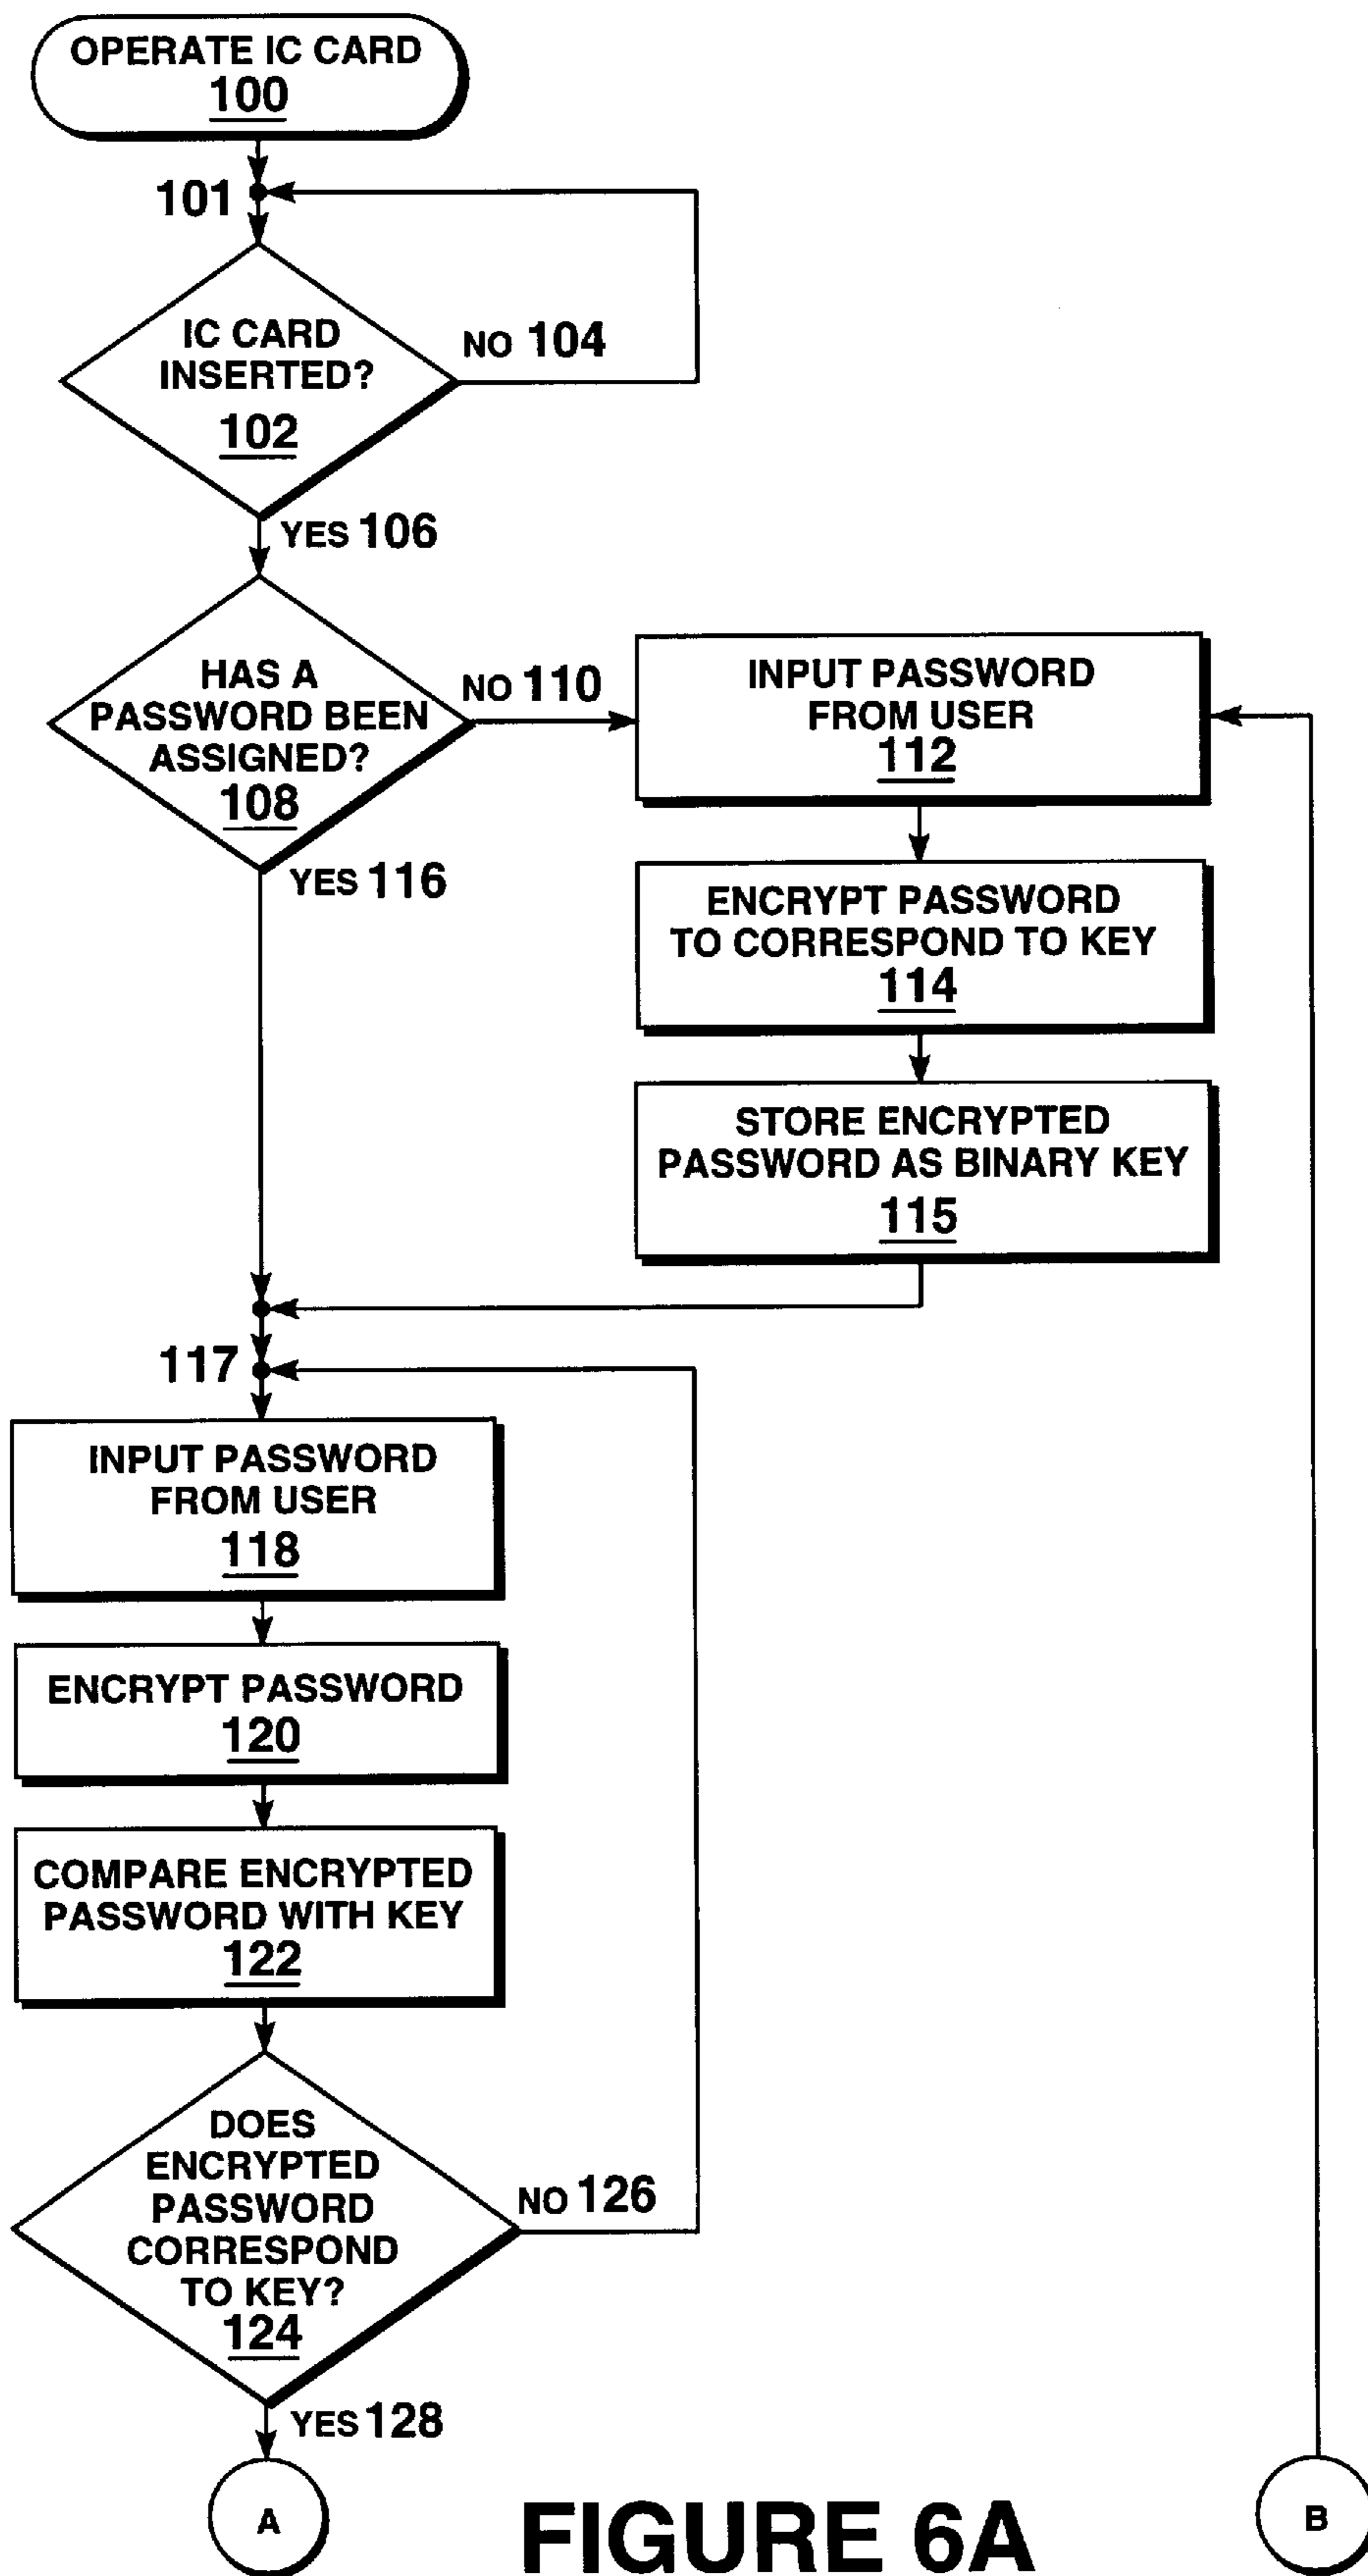 OPERATE IC CARD
100
101
IC CARD
INSERTED?
102
NO 104
YES 106
HAS A
PASSWORD BEEN
ASSIGNED?
108
NO 110
INPUT PASSWORD
FROM USER
112
YES 116
ENCRYPT PASSWORD
TO CORRESPOND TO KEY
114
STORE ENCRYPTED
PASSWORD AS BINARY KEY
115
117
INPUT PASSWORD
FROM USER
118
ENCRYPT PASSWORD
120
COMPARE ENCRYPTED
PASSWORD WITH KEY
122
DOES
ENCRYPTED
PASSWORD
CORRESPOND
TO KEY?
124
NO 126
YES 128
A
B
FIGURE 6A